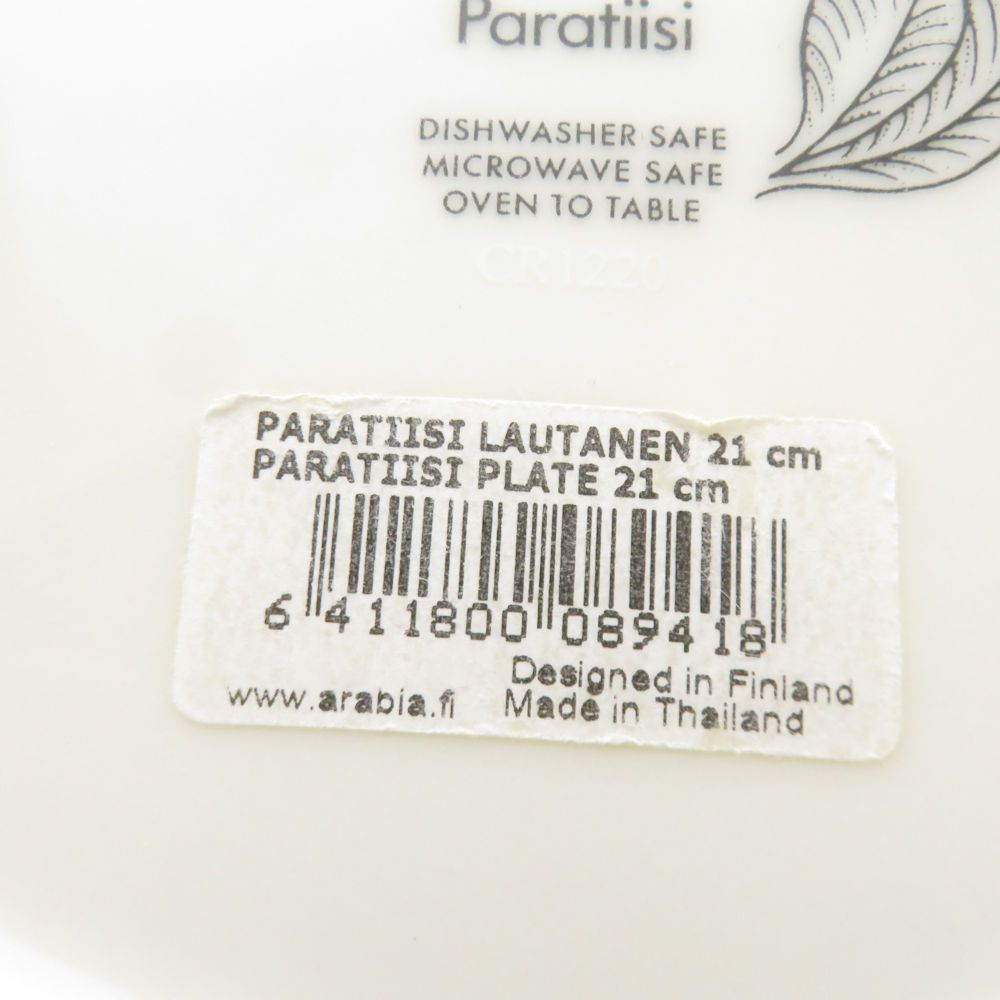 Paratiisi
DISHWASHER SAFE
MICROWAVE SAFE
OVEN TO TABLE
CR1220
PARATIISI LAUTANEN 21 cm
PARATIISI PLATE 21 cm
6 411800 089418
Designed in Finland
www.arabia.fi Made in Thailand